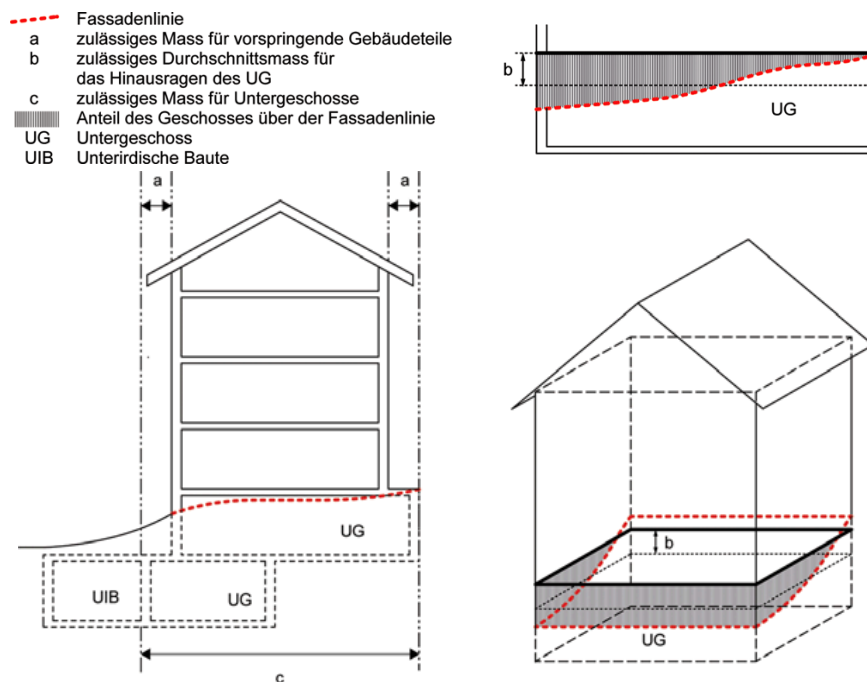 Fassadenlinie
a zulässiges Mass für vorspringende Gebäudeteile
b zulässiges Durchschnittsmass für
das Hinausragen des UG
c zulässiges Mass für Untergeschosse
Anteil des Geschosses über der Fassadenlinie
UG Untergeschoss
UIB Unterirdische Baute
b
UG
a
a
UG
UIB
UG
c
b
UG